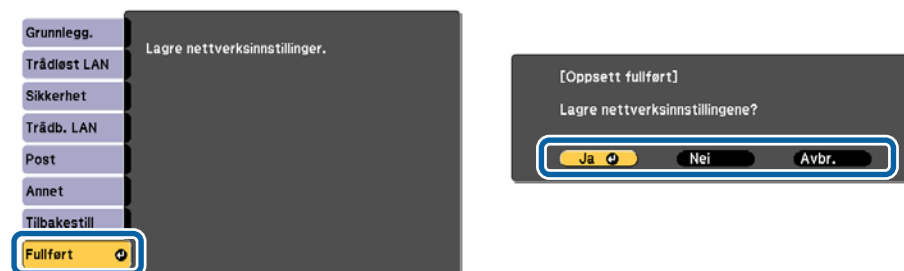 Grunnlegg.
Trådløst LAN
Sikkerhet
Trådb. LAN
Post
Annet
Tilbakestill
Fullført
Lagre nettverksinnstillinger.
[Oppsett fullført]
Lagre nettverksinnstillingene?
Ja Nei Avbr.